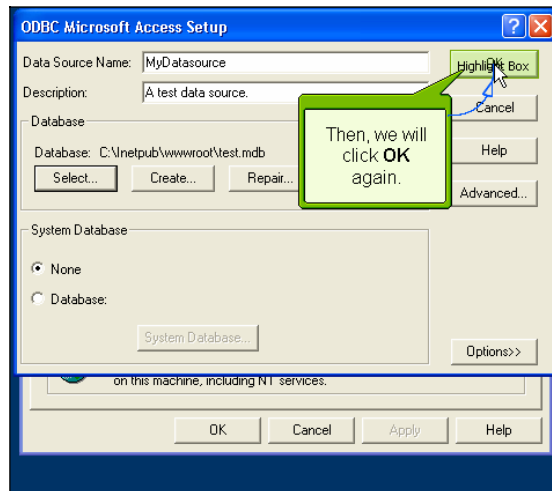 ODBC Microsoft Access Setup
Data Source Name: MyDatasource
Highlight Box
OK
Description: A test data source.
Cancel
Database
Then, we will
click OK
again.
Database: C:\Inetpub\wwwroot\test.mdb
Help
Select... Create... Repair...
Advanced...
System Database
None
Database:
System Database...
Options>>
on this machine, including NT services.
OK Cancel Apply Help